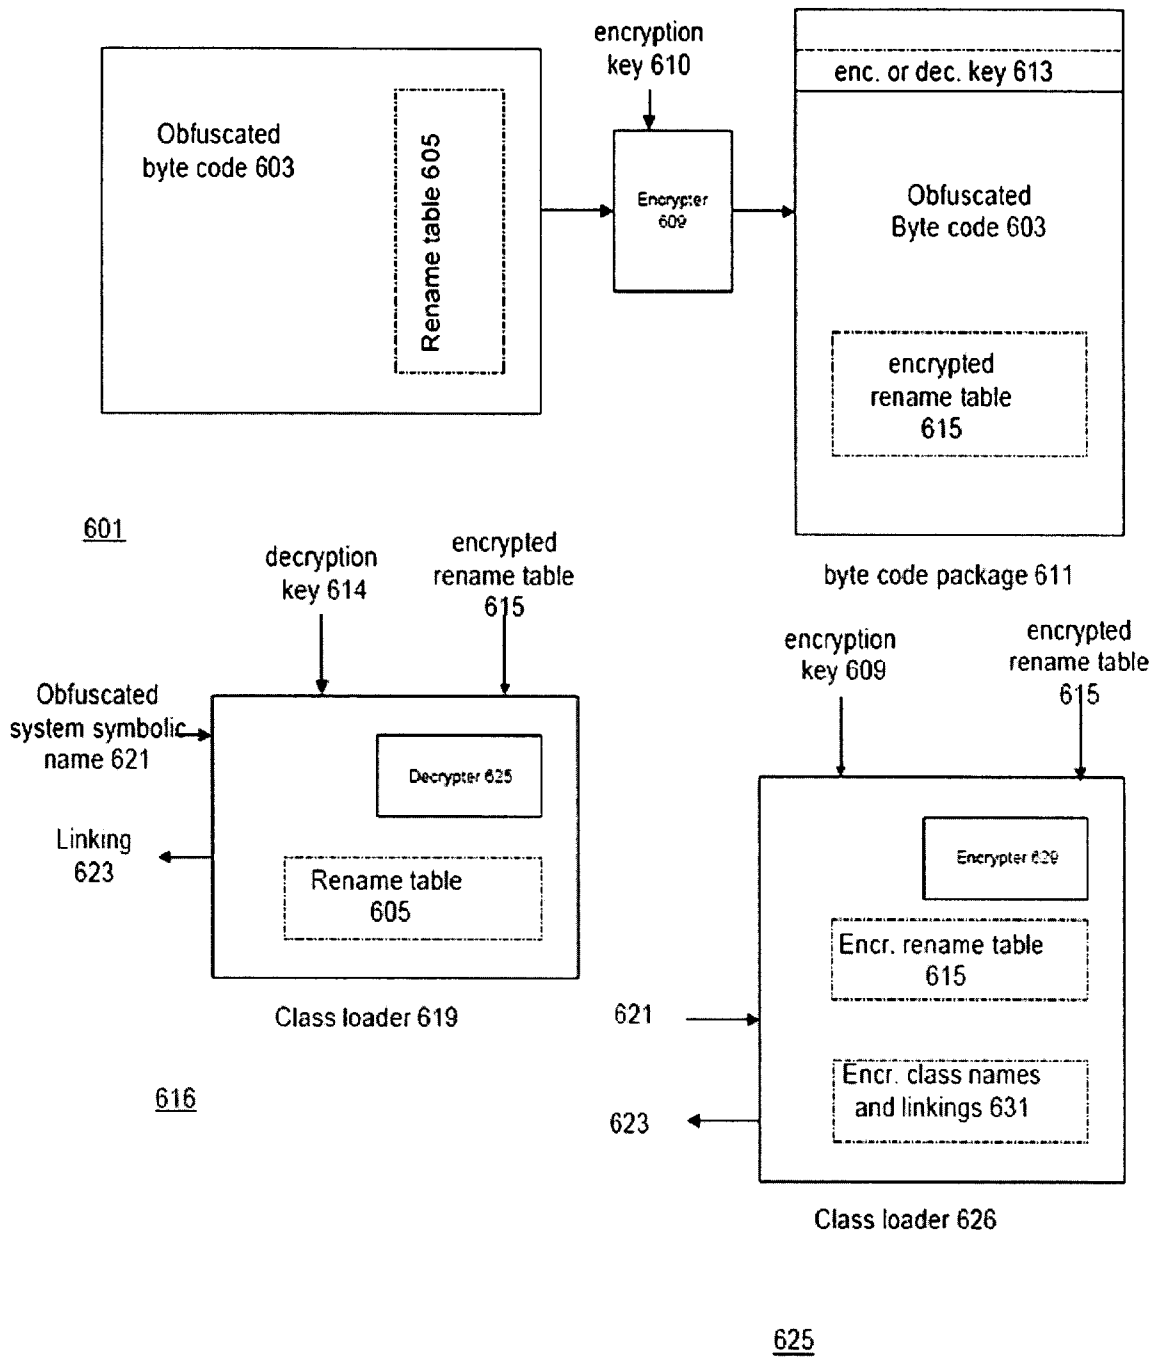 encryption
key 610
enc. or dec. key 613
Obfuscated
byte code 603
Rename table 605
Encrypter
609
Obfuscated
Byte code 603
encrypted
rename table
615
byte code package 611
601
decryption
key 614
encrypted
rename table
615
Obfuscated
system symbolic
name 621
Decrypter 625
Linking
623
Rename table
605
Class loader 619
616
encryption
key 609
encrypted
rename table
615
Encrypter 629
Encr. rename table
615
621
Encr. class names
and linkings 631
623
Class loader 626
625